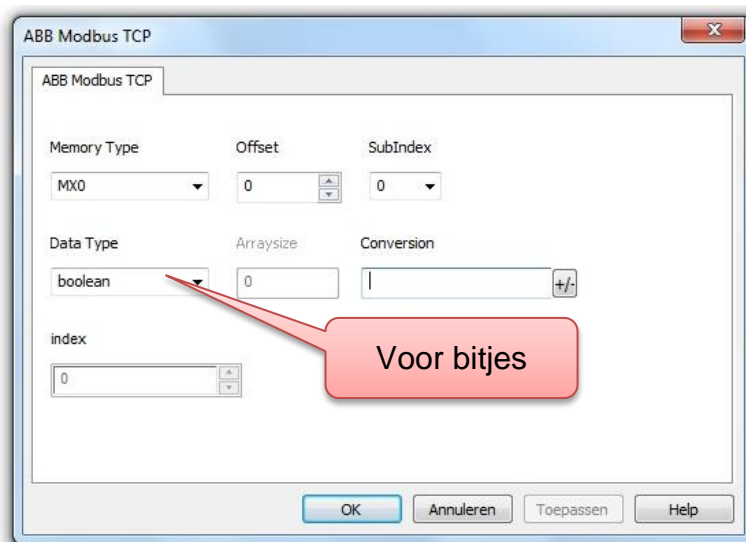 ABB Modbus TCP
ABB Modbus TCP
Memory Type Offset SubIndex
MX0 0 0
Data Type Arraysize Conversion
boolean 0 +/-
index
0
Voor bitjes
OK Annuleren Toepassen Help